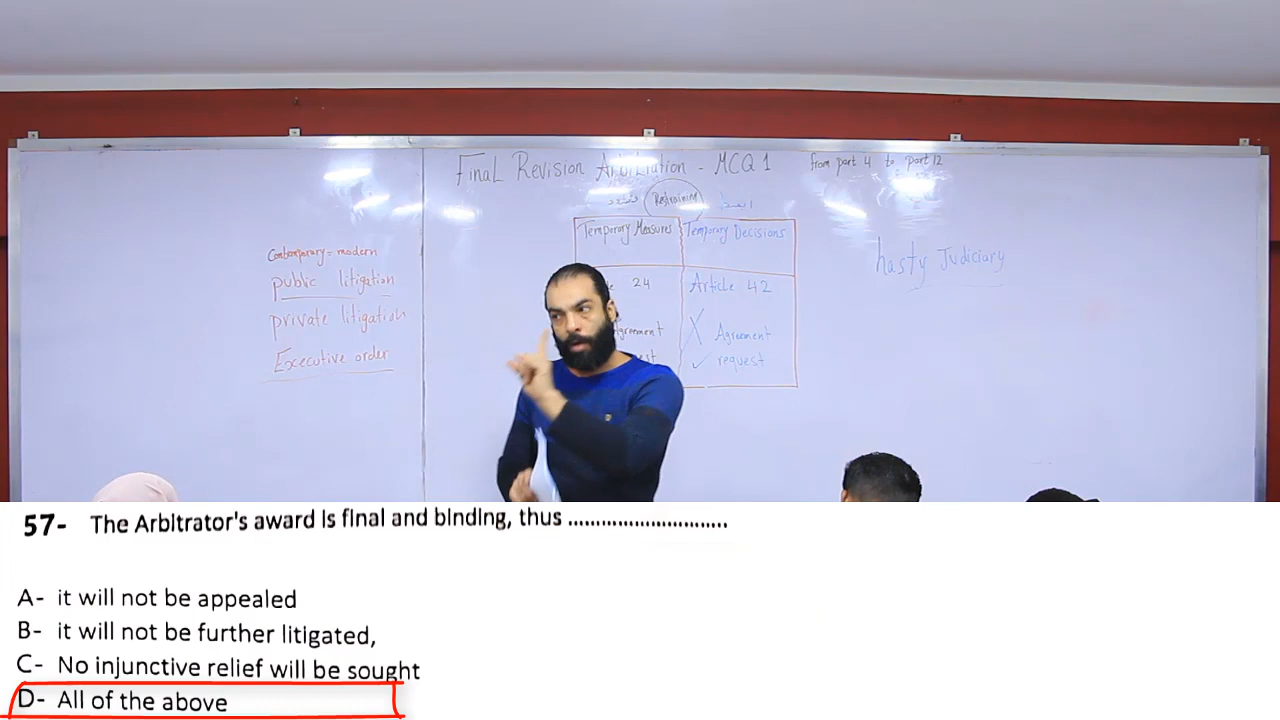 Final Revision Arbitration - MCQ 1
from part 4 to part 12
Restraining
Temporary Measures
Temporary Decisions
24
Article 42
Agreement
Agreement
request
hasty Judiciary
Contemporary = modern
public litigation
private litigation
Excecutive order
57- The Arbitrator's award is final and binding, thus ................................
A- it will not be appealed
B- it will not be further litigated,
C- No injunctive relief will be sought
D- All of the above